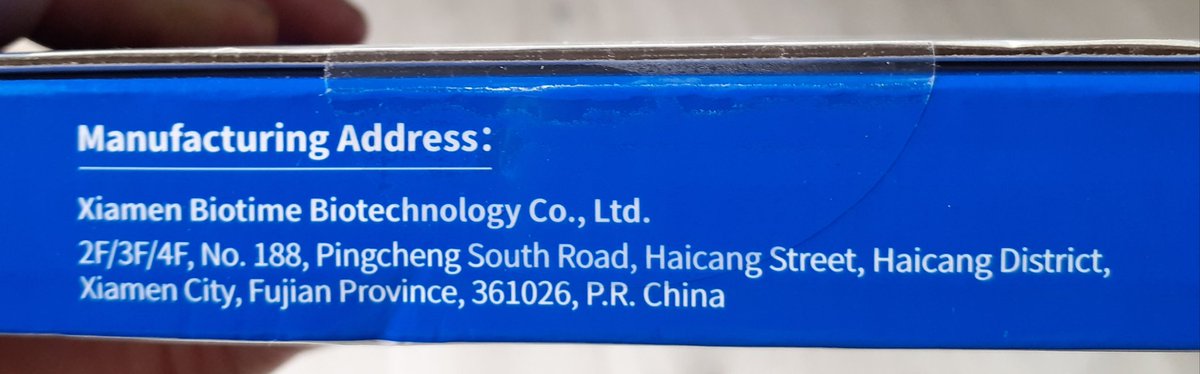 Manufacturing Address:
Xiamen Biotime Biotechnology Co., Ltd.
2F/3F/4F, No. 188, Pingcheng South Road, Haicang Street, Haicang District,
Xiamen City, Fujian Province, 361026, P.R. China